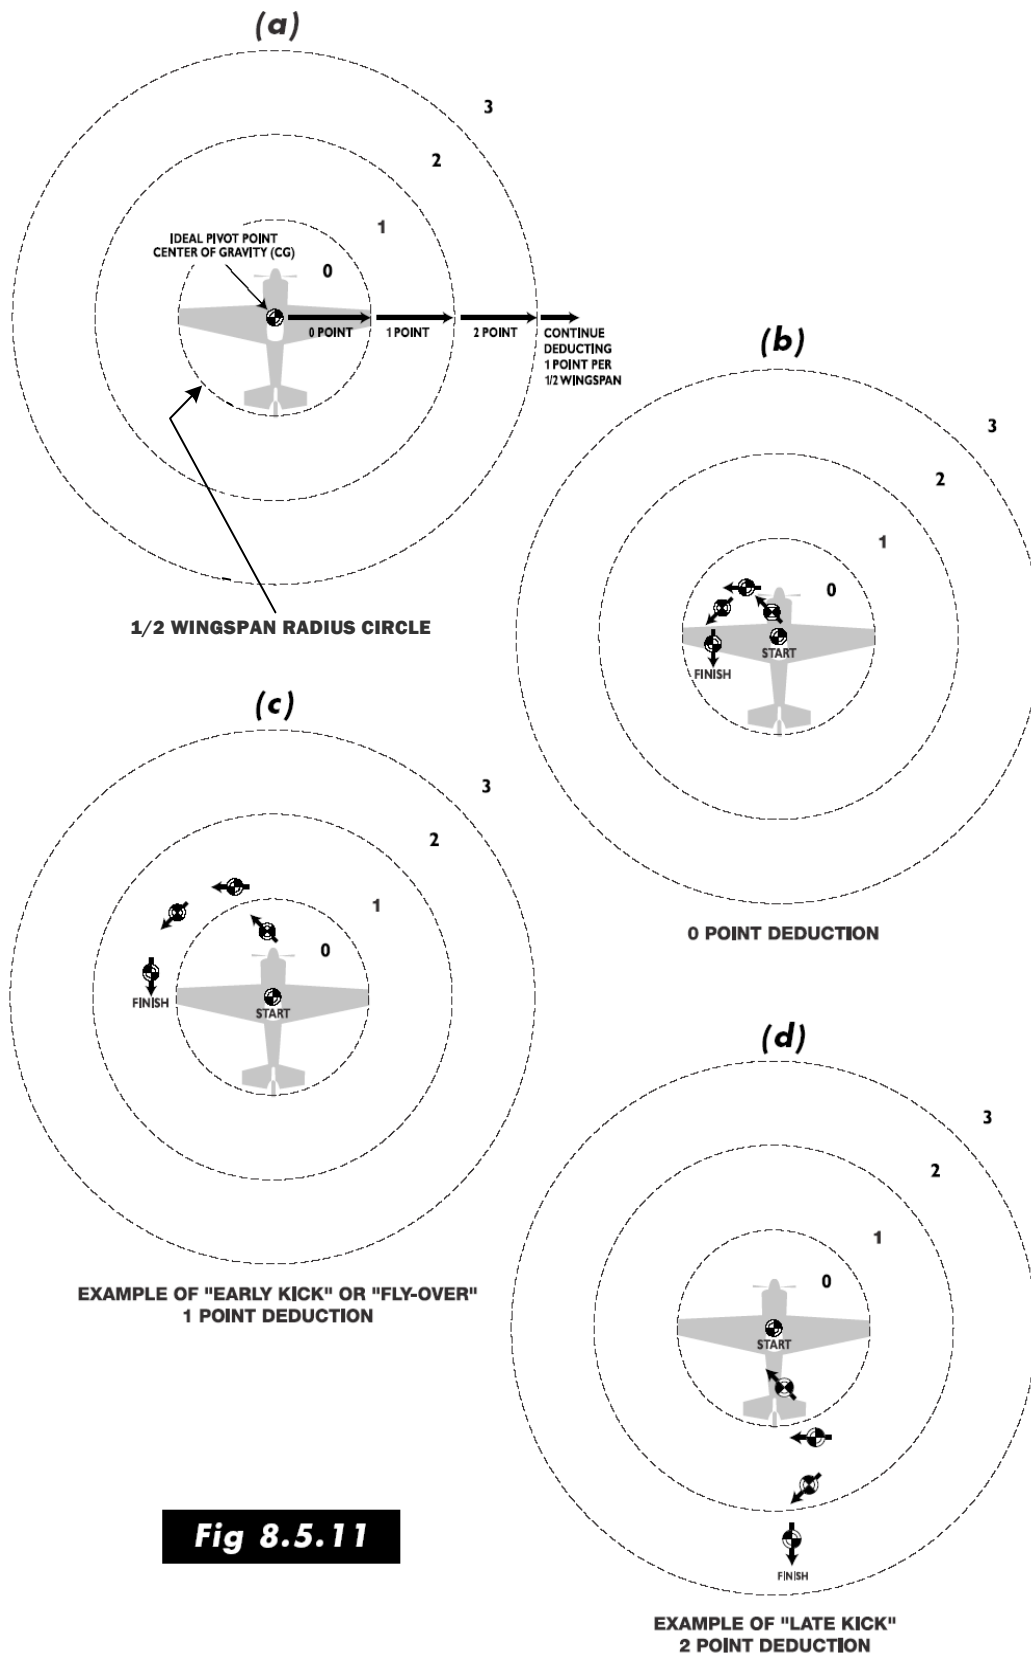 (a)
3
2
1
IDEAL PIVOT POINT
CENTER OF GRAVITY (CG)
0
0 POINT
1 POINT
2 POINT
CONTINUE
DEDUCTING
1 POINT PER
1/2 WINGSPAN
1/2 WINGSPAN RADIUS CIRCLE
(b)
3
2
1
0
START
FINISH
0 POINT DEDUCTION
(c)
3
2
1
0
FINISH
START
EXAMPLE OF "EARLY KICK" OR "FLY-OVER"
1 POINT DEDUCTION
(d)
3
2
1
0
START
FINISH
EXAMPLE OF "LATE KICK"
2 POINT DEDUCTION
Fig 8.5.11